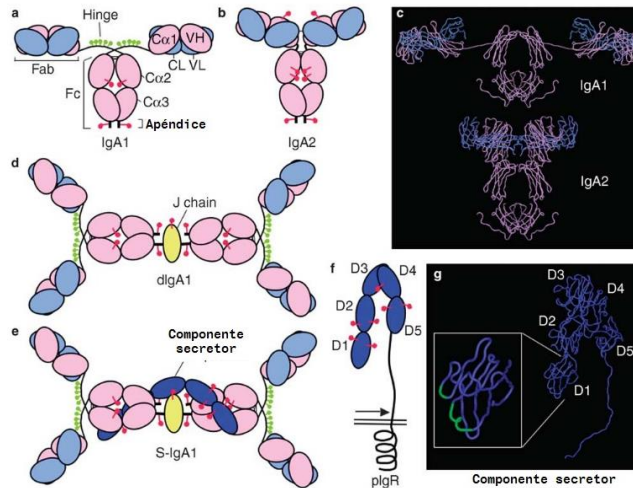 a
Hinge
Cα1
VH
CL
VL
Fab
Fc
Cα2
Cα3
Apéndice
IgA1
b
IgA2
c
IgA1
IgA2
d
J chain
dIgA1
e
Componente
secretor
S-IgA1
f
D3
D4
D2
D5
D1
pIgR
g
D3
D4
D2
D5
D1
Componente secretor